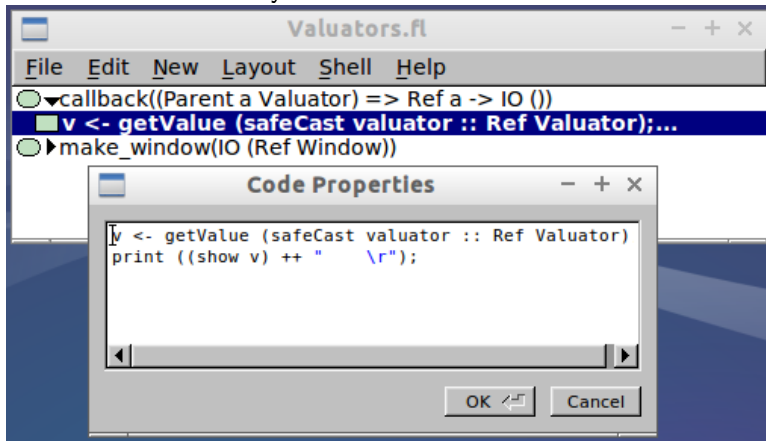 Valuators.fl
File Edit New Layout Shell Help
callback((Parent a Valuator) => Ref a -> IO ())
v <- getValue (safeCast valuator :: Ref Valuator);...
make_window(IO (Ref Window))
Code Properties
v <- getValue (safeCast valuator :: Ref Valuator)
print ((show v) ++ "    \r");
OK
Cancel